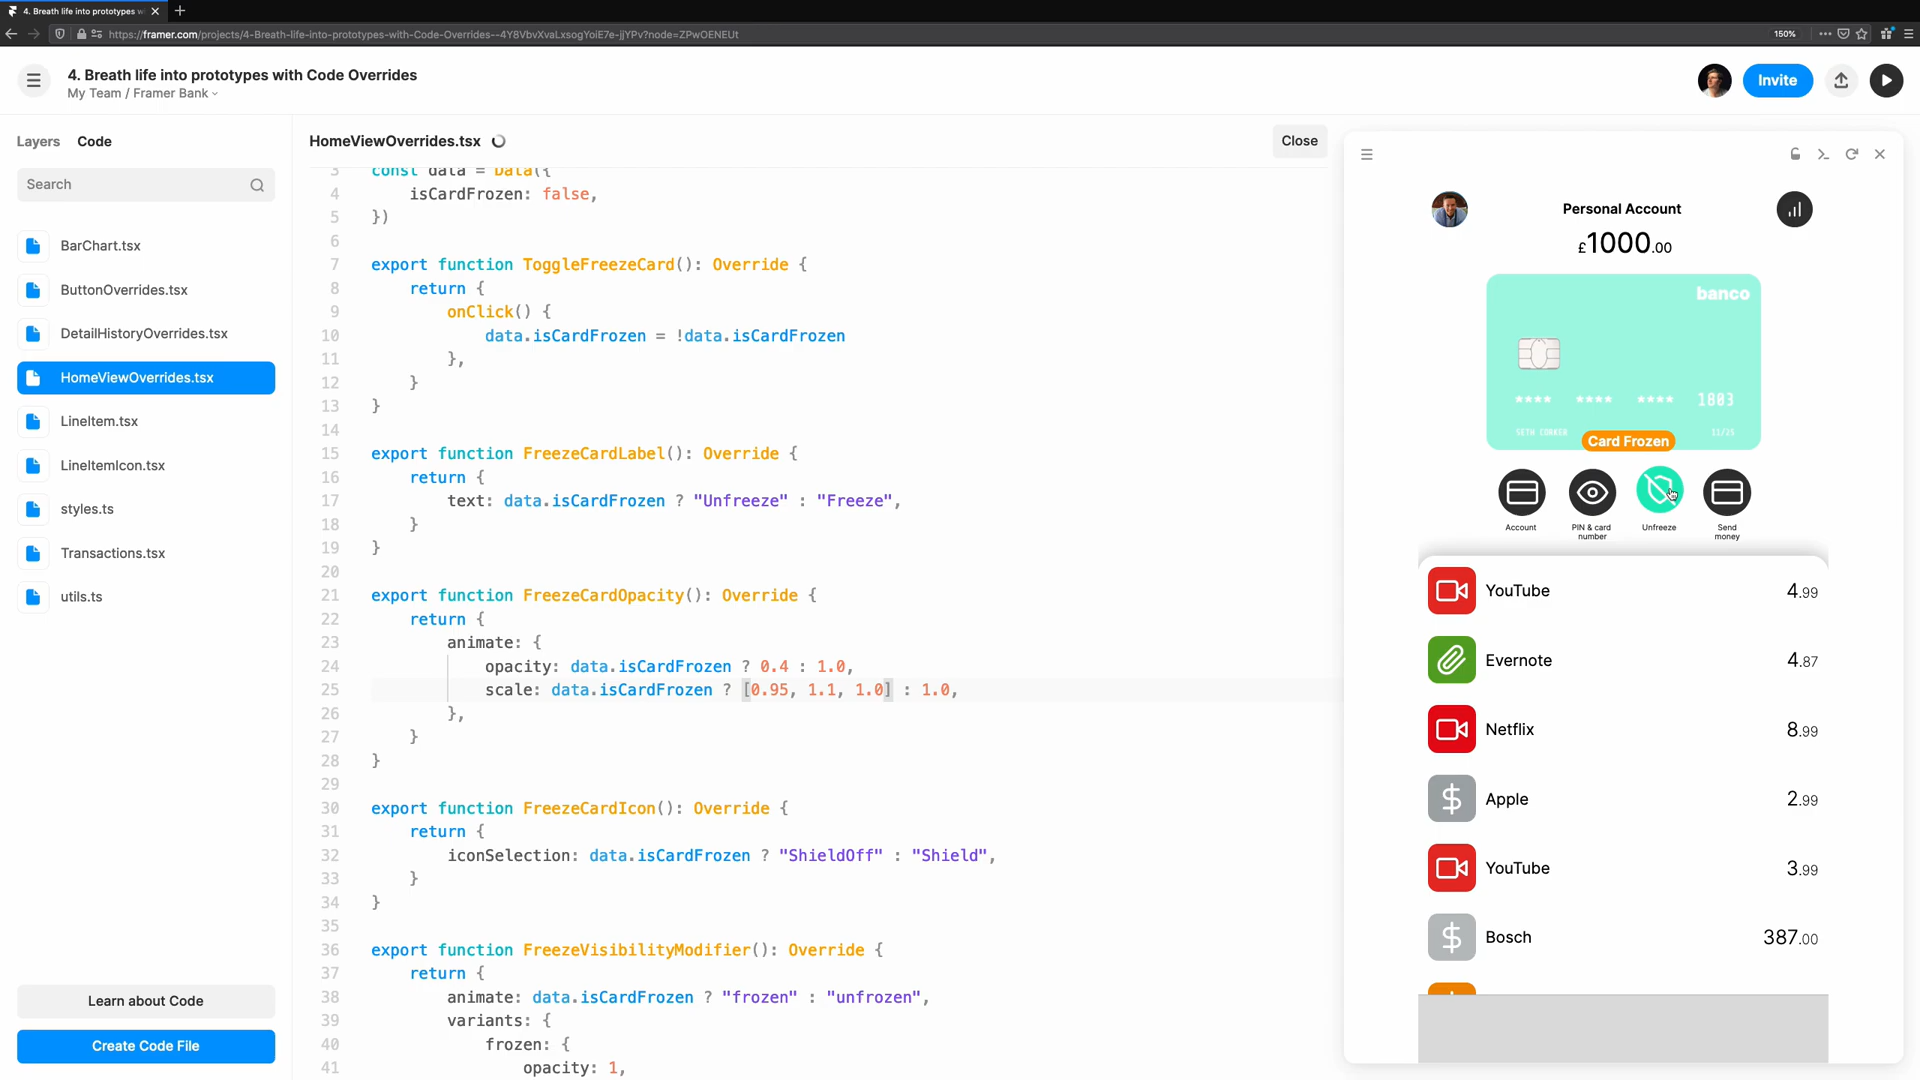 4. Breath life into prototypes w
https://framer.com/projects/4-Breath-life-into-prototypes-with-Code-Overrides--4Y8VbvXvaLxsogYoiE7e-jjYPv?node=ZPwOENEUt
150%
4. Breath life into prototypes with Code Overrides
My Team / Framer Bank
Invite
Layers
Code
Search
BarChart.tsx
ButtonOverrides.tsx
DetailHistoryOverrides.tsx
HomeViewOverrides.tsx
LineItem.tsx
LineItemIcon.tsx
styles.ts
Transactions.tsx
utils.ts
Learn about Code
Create Code File
HomeViewOverrides.tsx
Close
3 const data = Data({
4 isCardFrozen: false,
5 })
6
7 export function ToggleFreezeCard(): Override {
8 return {
9 onClick() {
10 data.isCardFrozen = !data.isCardFrozen
11 },
12 }
13 }
14
15 export function FreezeCardLabel(): Override {
16 return {
17 text: data.isCardFrozen ? "Unfreeze" : "Freeze",
18 }
19 }
20
21 export function FreezeCardOpacity(): Override {
22 return {
23 animate: {
24 opacity: data.isCardFrozen ? 0.4 : 1.0,
25 scale: data.isCardFrozen ? [0.95, 1.1, 1.0] : 1.0,
26 },
27 }
28 }
29
30 export function FreezeCardIcon(): Override {
31 return {
32 iconSelection: data.isCardFrozen ? "ShieldOff" : "Shield",
33 }
34 }
35
36 export function FreezeVisibilityModifier(): Override {
37 return {
38 animate: data.isCardFrozen ? "frozen" : "unfrozen",
39 variants: {
40 frozen: {
41 opacity: 1,
Personal Account
£1000.00
banco
**** **** **** 1803
SETH CORKER 11/25
Card Frozen
Account
PIN & card
number
Unfreeze
Send
money
YouTube 4.99
Evernote 4.87
Netflix 8.99
Apple 2.99
YouTube 3.99
Bosch 387.00